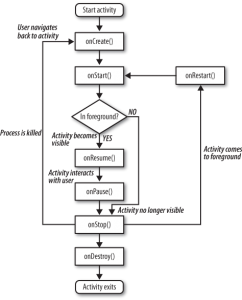 Start activity
User navigates
back to activity
onCreate()
onStart()
onRestart()
In foreground?
NO
Activity becomes
visible
YES
Process is killed
onResume()
Activity comes
to foreground
Activity interacts
with user
onPause()
Activity no longer visible
onStop()
onDestroy()
Activity exits